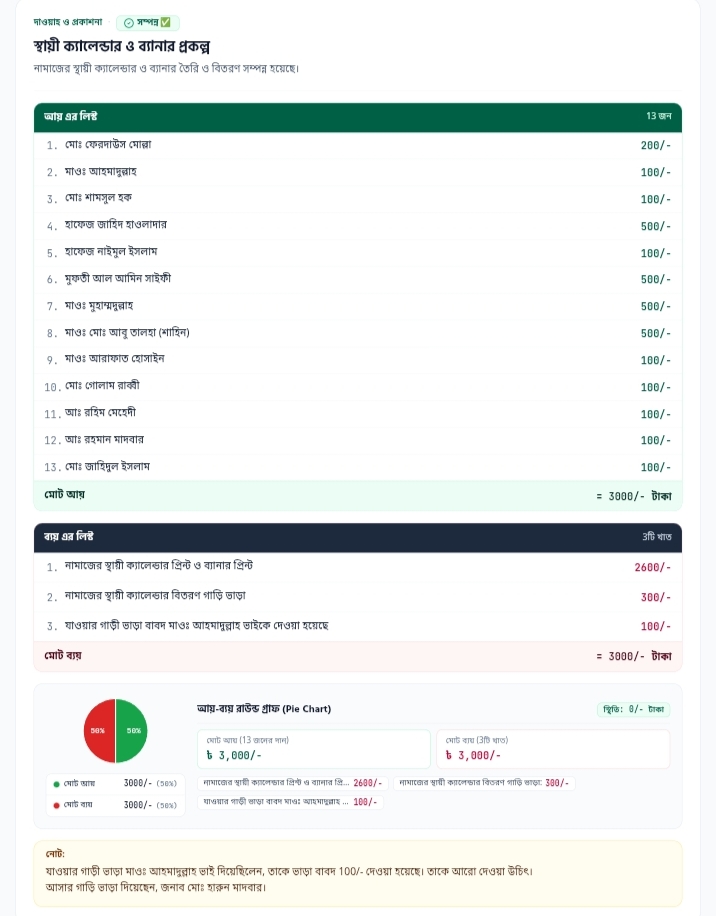 দাওয়াহ ও প্রকাশনা · সম্পন্ন ✅
স্থায়ী ক্যালেন্ডার ও ব্যানার প্রকল্প
নামাজের স্থায়ী ক্যালেন্ডার ও ব্যানার তৈরি ও বিতরণ সম্পন্ন হয়েছে।
আয় এর লিস্ট 13 জন
1. মোঃ ফেরদাউস মোল্লা 200/-
2. মাওঃ আহমাদুল্লাহ 100/-
3. মোঃ শামসুল হক 100/-
4. হাফেজ জাহিদ হাওলাদার 500/-
5. হাফেজ নাইমুল ইসলাম 100/-
6. মুফতী আল আমিন সাইফী 500/-
7. মাওঃ মুহাম্মদুল্লাহ 500/-
8. মাওঃ মোঃ আবু তালহা (শাহিন) 500/-
9. মাওঃ আরাফাত হোসাইন 100/-
10. মোঃ গোলাম রাব্বী 100/-
11. আঃ রহিম মেহেদী 100/-
12. আঃ রহমান মাদবার 100/-
13. মোঃ জাহিদুল ইসলাম 100/-
মোট আয় = 3000/- টাকা
ব্যয় এর লিস্ট 3টি খাত
1. নামাজের স্থায়ী ক্যালেন্ডার প্রিন্ট ও ব্যানার প্রিন্ট 2600/-
2. নামাজের স্থায়ী ক্যালেন্ডার বিতরণ গাড়ি ভাড়া 300/-
3. যাওয়ার গাড়ী ভাড়া বাবদ মাওঃ আহমাদুল্লাহ ভাইকে দেওয়া হয়েছে 100/-
মোট ব্যয় = 3000/- টাকা
50% 50%
মোট আয় 3000/- (50%)
মোট ব্যয় 3000/- (50%)
আয়-ব্যয় রাউন্ড গ্রাফ (Pie Chart) স্থিতি: 0/- টাকা
মোট আয় (13 জনের দান)
৳ 3,000/-
মোট ব্যয় (3টি খাত)
৳ 3,000/-
নামাজের স্থায়ী ক্যালেন্ডার প্রিন্ট ও ব্যানার প্রি... 2600/-
নামাজের স্থায়ী ক্যালেন্ডার বিতরণ গাড়ি ভাড়া: 300/-
যাওয়ার গাড়ী ভাড়া বাবদ মাওঃ আহমাদুল্লাহ ... 100/-
নোট:
যাওয়ার গাড়ী ভাড়া মাওঃ আহমাদুল্লাহ ভাই দিয়েছিলেন, তাকে ভাড়া বাবদ 100/- দেওয়া হয়েছে। তাকে আরো দেওয়া উচিৎ।
আসার গাড়ি ভাড়া দিয়েছেন, জনাব মোঃ হারুন মাদবার।